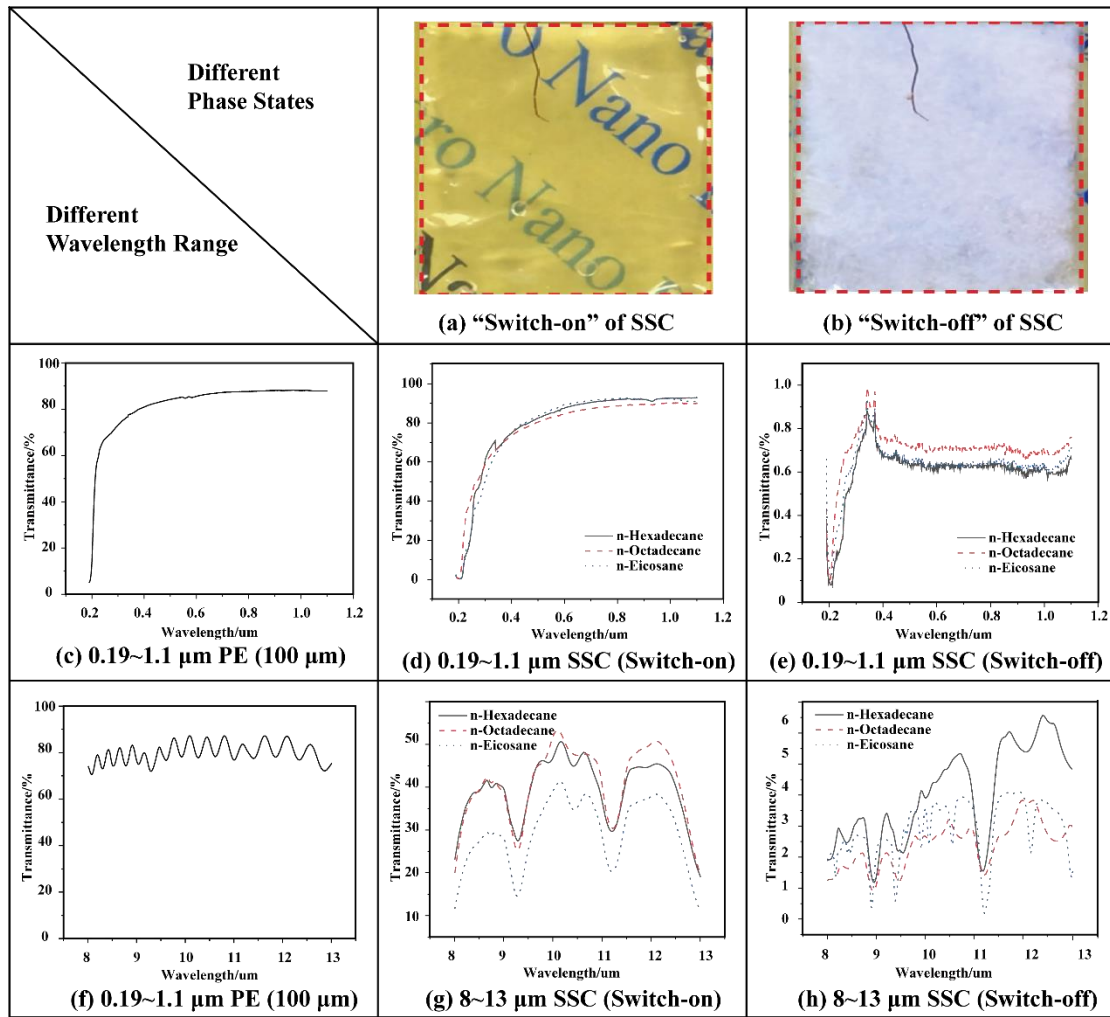 Different
Phase States
Different
Wavelength Range
Nano
ro Nano
(a) “Switch-on” of SSC
(b) “Switch-off” of SSC
100
80
60
40
20
0
Transmittance/%
0.2 0.4 0.6 0.8 1.0 1.2
Wavelength/um
(c) 0.19~1.1 μm PE (100 μm)
100
90
80
70
60
50
40
30
20
10
0
Transmittance/%
n-Hexadecane
n-Octadecane
n-Eicosane
0.2 0.4 0.6 0.8 1.0 1.2
Wavelength/um
(d) 0.19~1.1 μm SSC (Switch-on)
1.0
0.8
0.6
0.4
0.2
0
Transmittance/%
n-Hexadecane
n-Octadecane
n-Eicosane
0.2 0.4 0.6 0.8 1.0 1.2
Wavelength/um
(e) 0.19~1.1 μm SSC (Switch-off)
100
80
60
40
20
0
Transmittance/%
8 9 10 11 12 13
Wavelength/um
(f) 0.19~1.1 μm PE (100 μm)
50
40
30
20
10
Transmittance/%
n-Hexadecane
n-Octadecane
n-Eicosane
8 9 10 11 12 13
Wavelength/um
(g) 8~13 μm SSC (Switch-on)
6
5
4
3
2
1
0
Transmittance/%
n-Hexadecane
n-Octadecane
n-Eicosane
8 9 10 11 12 13
Wavelength/um
(h) 8~13 μm SSC (Switch-off)